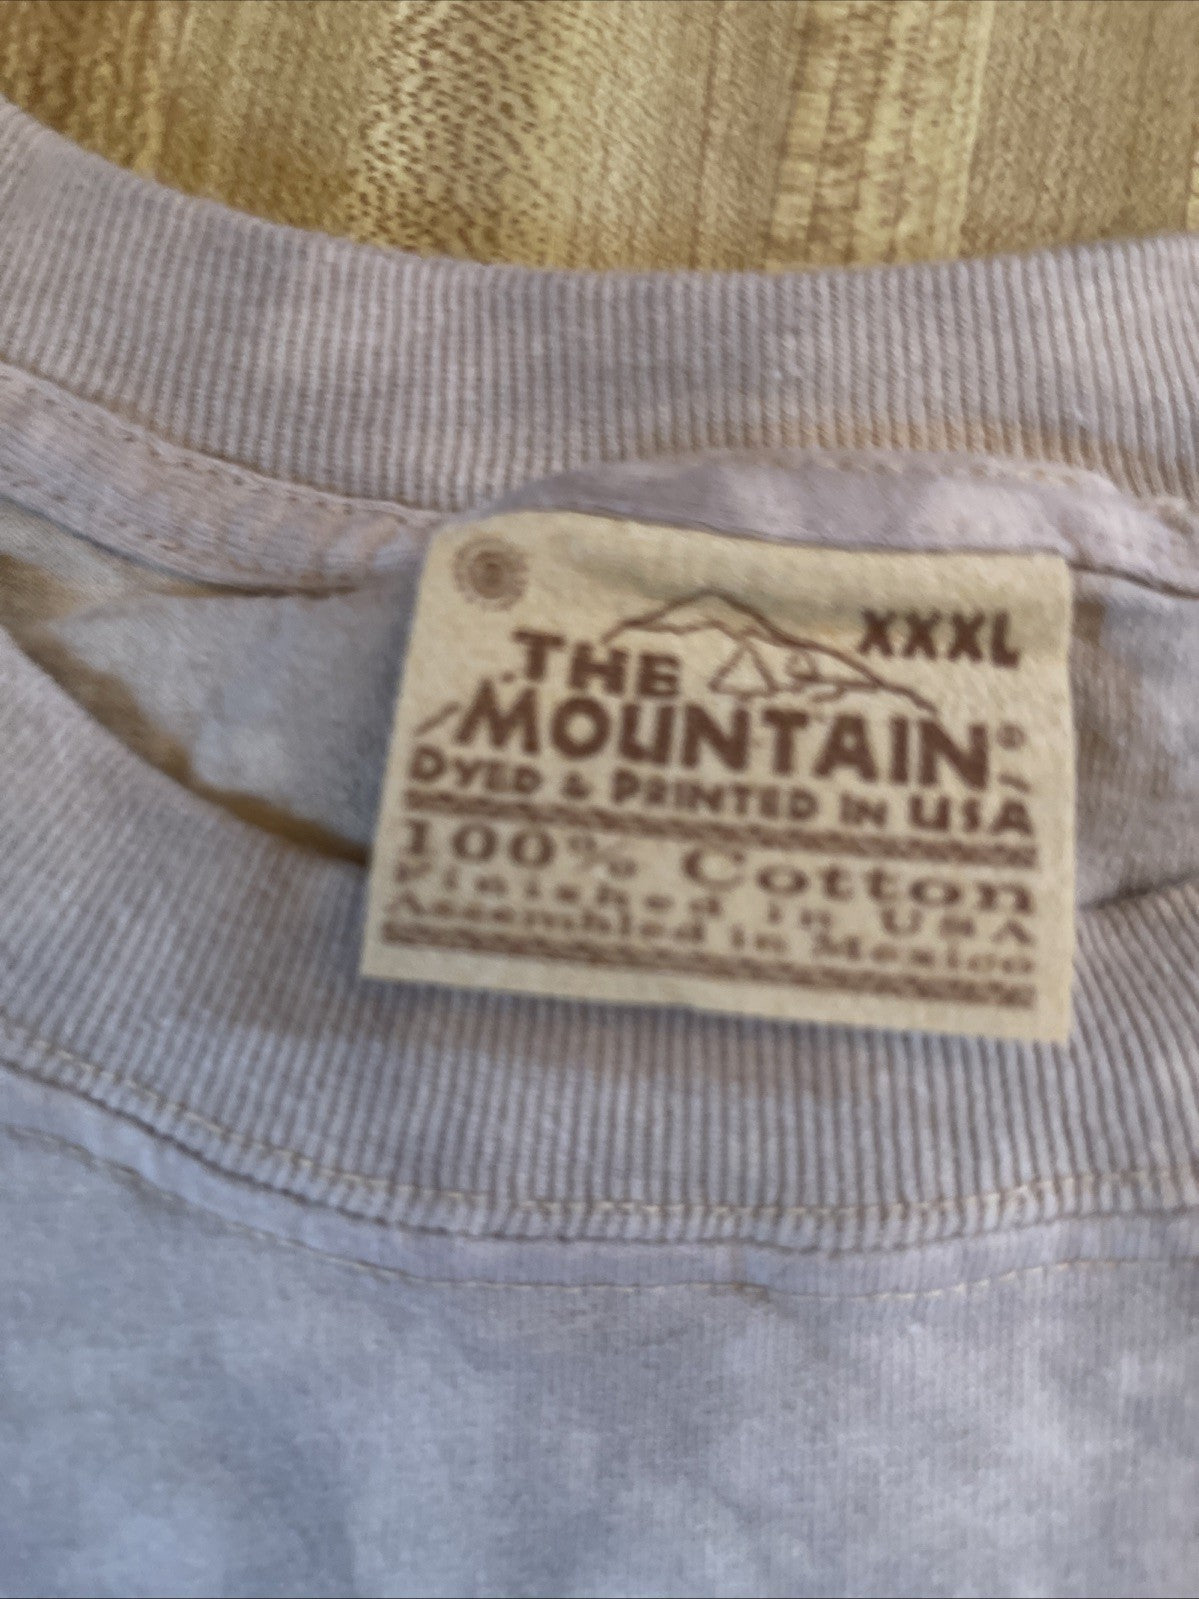 XXXL
THE
MOUNTAIN®
DYED & PRINTED IN USA
100% Cotton
Finished in USA
Assembled in Mexico